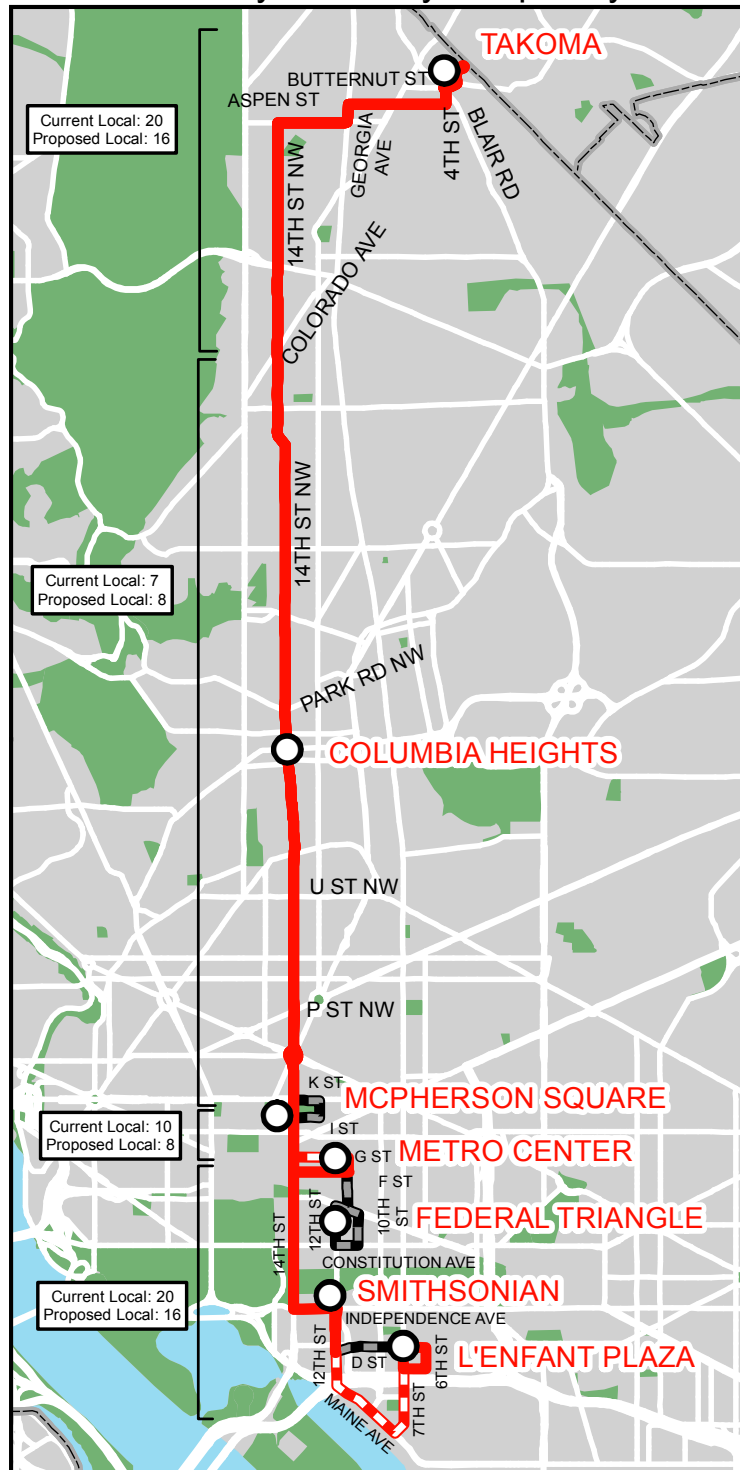 TAKOMA
BUTTERNUT ST
ASPEN ST
Current Local: 20
Proposed Local: 16
GEORGIA
AVE
4TH ST
BLAIR RD
14TH ST NW
COLORADO AVE
14TH ST NW
Current Local: 7
Proposed Local: 8
PARK RD NW
COLUMBIA HEIGHTS
U ST NW
P ST NW
K ST
MCPHERSON SQUARE
I ST
Current Local: 10
Proposed Local: 8
METRO CENTER
G ST
F ST
12TH ST
10TH
ST
FEDERAL TRIANGLE
14TH ST
CONSTITUTION AVE
SMITHSONIAN
Current Local: 20
Proposed Local: 16
INDEPENDENCE AVE
12TH ST
D ST
L'ENFANT PLAZA
6TH ST
7TH ST
MAINE AVE